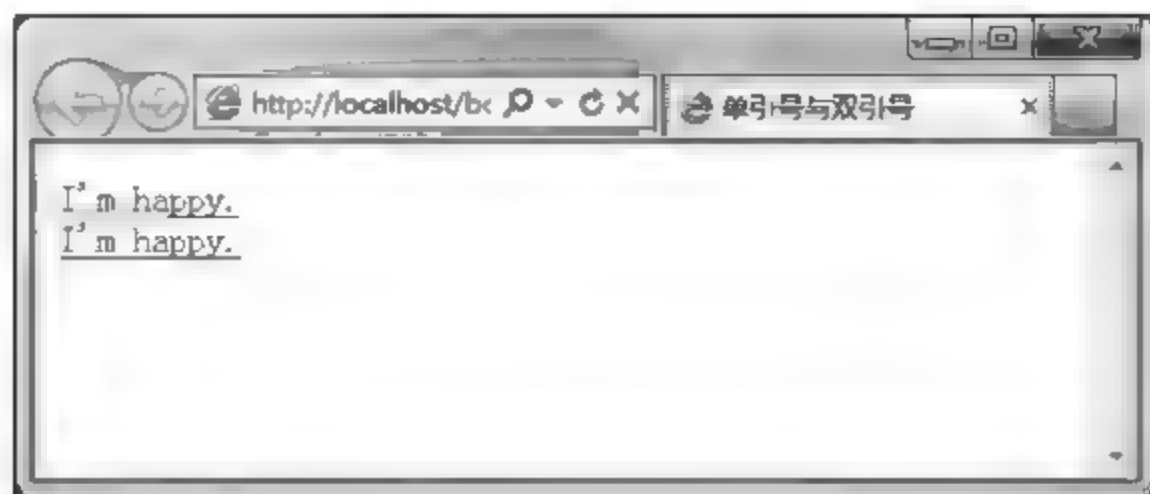 http://localhost/bc
单引号与双引号
I'm happy.
I'm happy.